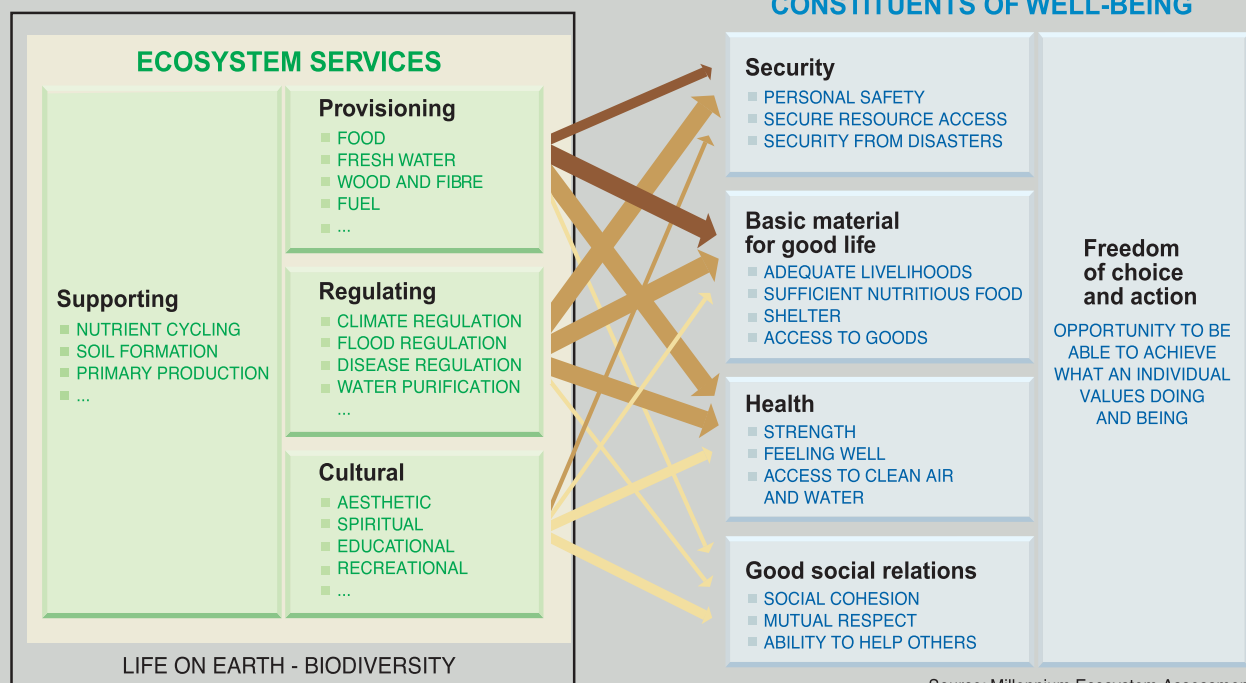 CONSTITUENTS OF WELL-BEING
ECOSYSTEM SERVICES
Supporting
NUTRIENT CYCLING
SOIL FORMATION
PRIMARY PRODUCTION
...
Provisioning
FOOD
FRESH WATER
WOOD AND FIBRE
FUEL
...
Regulating
CLIMATE REGULATION
FLOOD REGULATION
DISEASE REGULATION
WATER PURIFICATION
...
Cultural
AESTHETIC
SPIRITUAL
EDUCATIONAL
RECREATIONAL
...
LIFE ON EARTH - BIODIVERSITY
Security
PERSONAL SAFETY
SECURE RESOURCE ACCESS
SECURITY FROM DISASTERS
Basic material
for good life
ADEQUATE LIVELIHOODS
SUFFICIENT NUTRITIOUS FOOD
SHELTER
ACCESS TO GOODS
Health
STRENGTH
FEELING WELL
ACCESS TO CLEAN AIR
AND WATER
Good social relations
SOCIAL COHESION
MUTUAL RESPECT
ABILITY TO HELP OTHERS
Freedom
of choice
and action
OPPORTUNITY TO BE
ABLE TO ACHIEVE
WHAT AN INDIVIDUAL
VALUES DOING
AND BEING
Source: Millennium Ecosystem Assessment